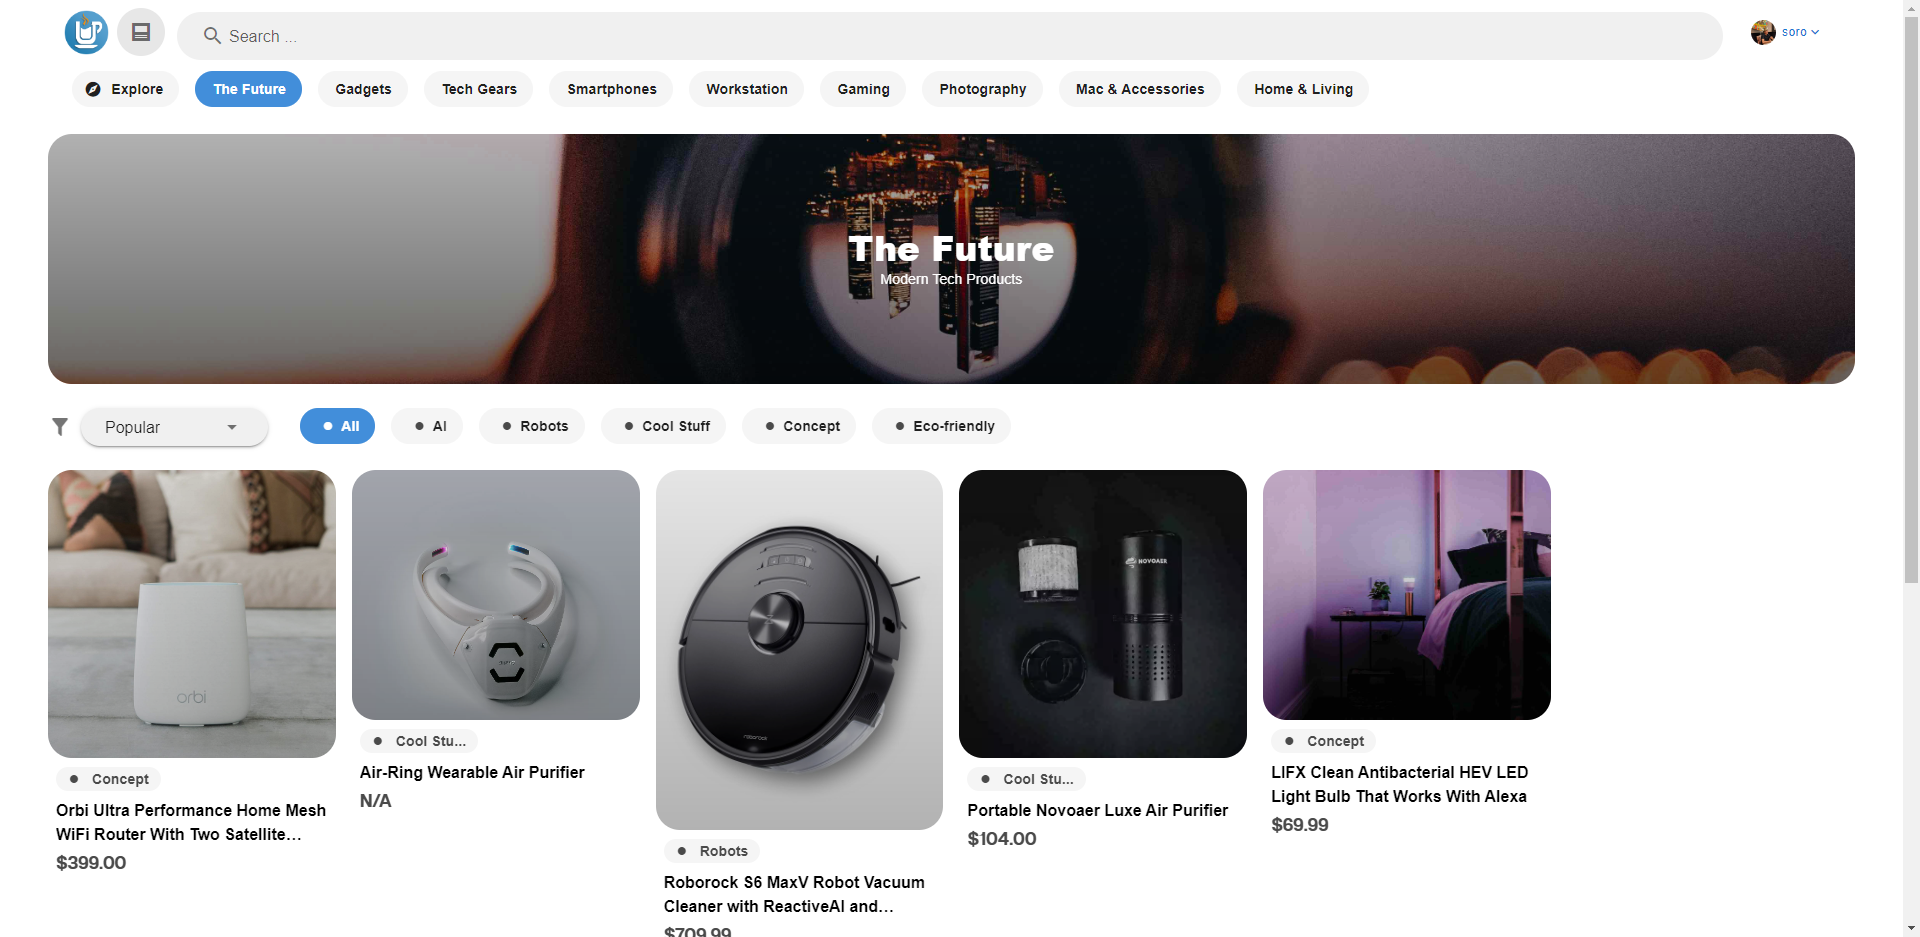 Search ...
soro
Explore
The Future
Gadgets
Tech Gears
Smartphones
Workstation
Gaming
Photography
Mac & Accessories
Home & Living
The Future
Modern Tech Products
Popular
All
AI
Robots
Cool Stuff
Concept
Eco-friendly
orbi
Concept
Orbi Ultra Performance Home Mesh
WiFi Router With Two Satellite...
$399.00
Cool Stu...
Air-Ring Wearable Air Purifier
N/A
roborock
Robots
Roborock S6 MaxV Robot Vacuum
Cleaner with ReactiveAI and...
$709.99
NOVOAER
Cool Stu...
Portable Novoaer Luxe Air Purifier
$104.00
Concept
LIFX Clean Antibacterial HEV LED
Light Bulb That Works With Alexa
$69.99